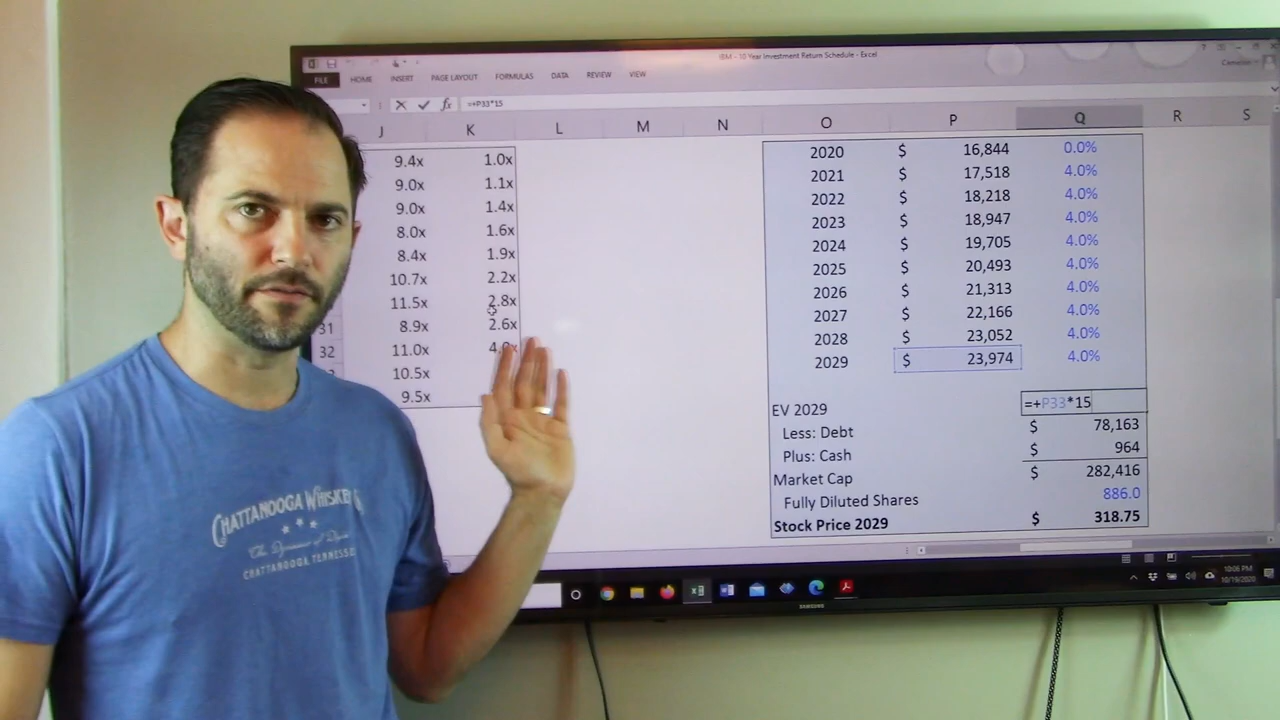 IBM - 10 Year Investment Return Schedule - Excel
FILE HOME INSERT PAGE LAYOUT FORMULAS DATA REVIEW VIEW
=+P33*15
J K L M N O P Q R S
9.4x 1.0x 2020 $ 16,844 0.0%
9.0x 1.1x 2021 $ 17,518 4.0%
9.0x 1.4x 2022 $ 18,218 4.0%
8.0x 1.6x 2023 $ 18,947 4.0%
8.4x 1.9x 2024 $ 19,705 4.0%
10.7x 2.2x 2025 $ 20,493 4.0%
11.5x 2.8x 2026 $ 21,313 4.0%
31 8.9x 2.6x 2027 $ 22,166 4.0%
32 11.0x 2028 $ 23,052 4.0%
10.5x 2029 $ 23,974 4.0%
9.5x
EV 2029 =+P33*15
Less: Debt $ 78,163
Plus: Cash $ 964
Market Cap $ 282,416
Fully Diluted Shares 886.0
Stock Price 2029 $ 318.75
10:06 PM
10/19/2020
SAMSUNG
CHATTANOOGA WHISKEY
CHATTANOOGA, TENNESSEE